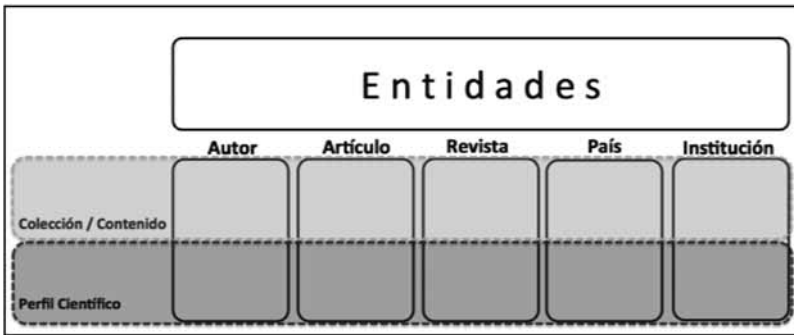 Entidades
Autor Artículo Revista País Institución
Colección / Contenido
Perfil Científico